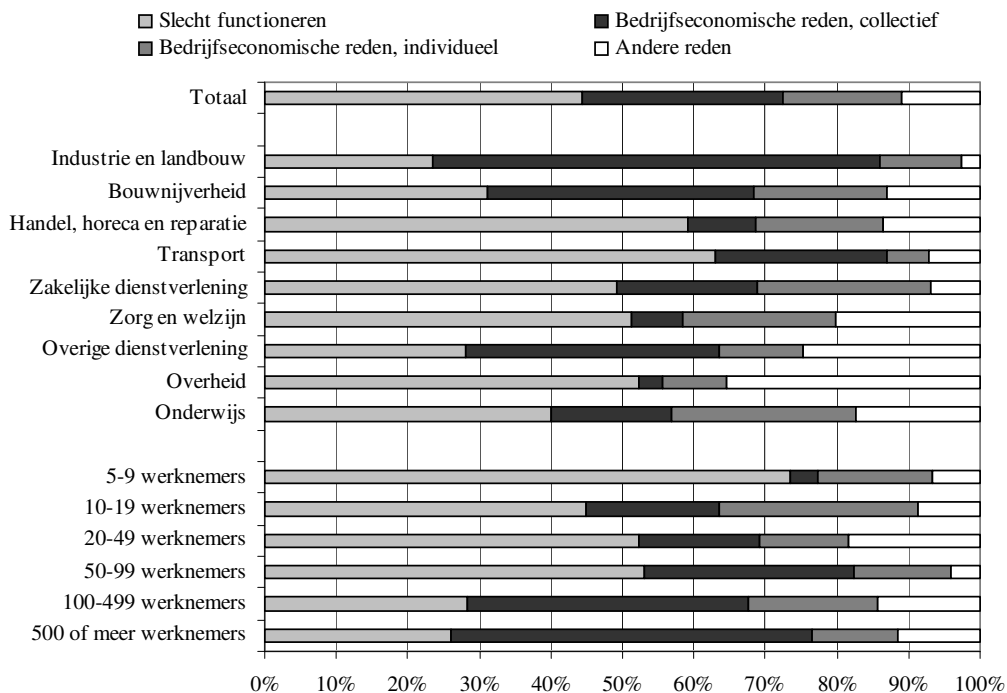 Slecht functioneren
Bedrijfseconomische reden, collectief
Bedrijfseconomische reden, individueel
Andere reden
Totaal
Industrie en landbouw
Bouwnijverheid
Handel, horeca en reparatie
Transport
Zakelijke dienstverlening
Zorg en welzijn
Overige dienstverlening
Overheid
Onderwijs
5-9 werknemers
10-19 werknemers
20-49 werknemers
50-99 werknemers
100-499 werknemers
500 of meer werknemers
0% 10% 20% 30% 40% 50% 60% 70% 80% 90% 100%